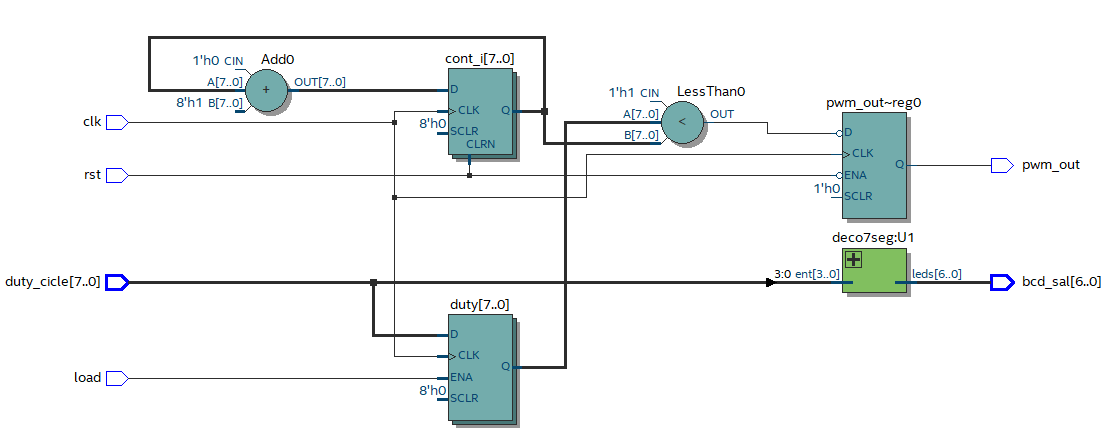 1'h0 CIN
Add0
A[7..0]
OUT[7..0]
8'h1 B[7..0]
+
cont_i[7..0]
D
CLK
8'h0
SCLR
CLRN
Q
1'h1 CIN
LessThan0
A[7..0]
OUT
B[7..0]
<
pwm_out~reg0
D
CLK
ENA
1'h0
SCLR
Q
clk
rst
pwm_out
deco7seg:U1
duty_cicle[7..0]
3:0 ent[3..0]
leds[6..0]
bcd_sal[6..0]
duty[7..0]
D
CLK
Q
load
ENA
8'h0
SCLR